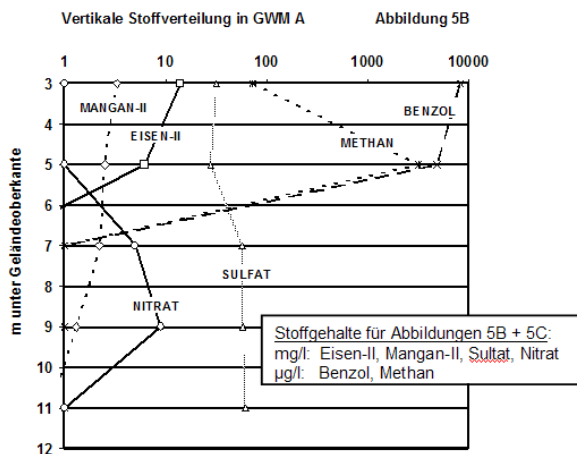 Vertikale Stoffverteilung in GWM A Abbildung 5B
1 10 100 1000 10000
3
4
5
6
7
8
9
10
11
12
m unter Geländeoberkante
MANGAN-II
EISEN-II
METHAN
BENZOL
SULFAT
NITRAT
Stoffgehalte für Abbildungen 5B + 5C:
mg/l: Eisen-II, Mangan-II, Sultat, Nitrat
µg/l: Benzol, Methan